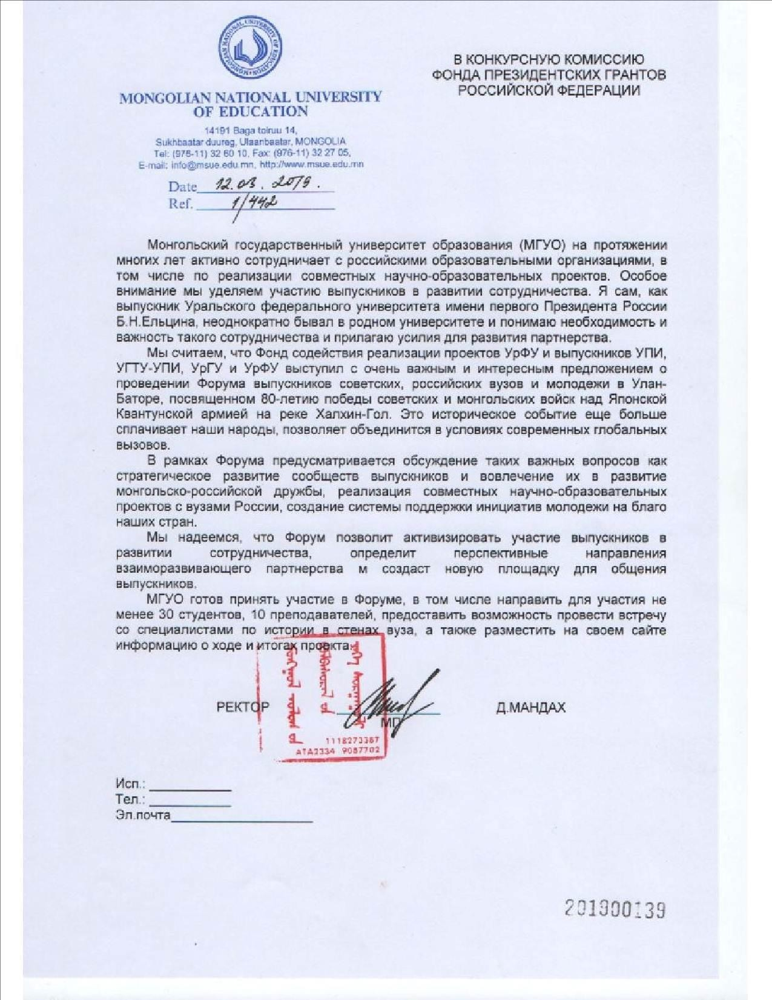 MONGOLIAN NATIONAL UNIVERSITY OF EDUCATION
MONGOLIAN NATIONAL UNIVERSITY
OF EDUCATION
14191 Baga toiruu 14,
Sukhbaatar duureg, Ulaanbaatar, MONGOLIA
Tel: (976-11) 32 60 10, Fax: (976-11) 32 27 05,
E-mail: info@msue.edu.mn, http://www.msue.edu.mn
Date 12.03.2019.
Ref. 1/442
В КОНКУРСНУЮ КОМИССИЮ
ФОНДА ПРЕЗИДЕНТСКИХ ГРАНТОВ
РОССИЙСКОЙ ФЕДЕРАЦИИ
Монгольский государственный университет образования (МГУО) на протяжении
многих лет активно сотрудничает с российскими образовательными организациями, в
том числе по реализации совместных научно-образовательных проектов. Особое
внимание мы уделяем участию выпускников в развитии сотрудничества. Я сам, как
выпускник Уральского федерального университета имени первого Президента России
Б.Н.Ельцина, неоднократно бывал в родном университете и понимаю необходимость и
важность такого сотрудничества и прилагаю усилия для развития партнерства.
Мы считаем, что Фонд содействия реализации проектов УрФУ и выпускников УПИ,
УГТУ-УПИ, УрГУ и УрФУ выступил с очень важным и интересным предложением о
проведении Форума выпускников советских, российских вузов и молодежи в Улан-
Баторе, посвященном 80-летию победы советских и монгольских войск над Японской
Квантунской армией на реке Халхин-Гол. Это историческое событие еще больше
сплачивает наши народы, позволяет объединится в условиях современных глобальных
вызовов.
В рамках Форума предусматривается обсуждение таких важных вопросов как
стратегическое развитие сообществ выпускников и вовлечение их в развитие
монгольско-российской дружбы, реализация совместных научно-образовательных
проектов с вузами России, создание системы поддержки инициатив молодежи на благо
наших стран.
Мы надеемся, что Форум позволит активизировать участие выпускников в
развитии сотрудничества, определит перспективные направления
взаиморазвивающего партнерства м создаст новую площадку для общения
выпускников.
МГУО готов принять участие в Форуме, в том числе направить для участия не
менее 30 студентов, 10 преподавателей, предоставить возможность провести встречу
со специалистами по истории в стенах вуза, а также разместить на своем сайте
информацию о ходе и итогах проекта.
РЕКТОР Д.МАНДАХ
МП
1118273387
АТА2334 9087702
Исп.:
Тел.:
Эл.почта
201900139